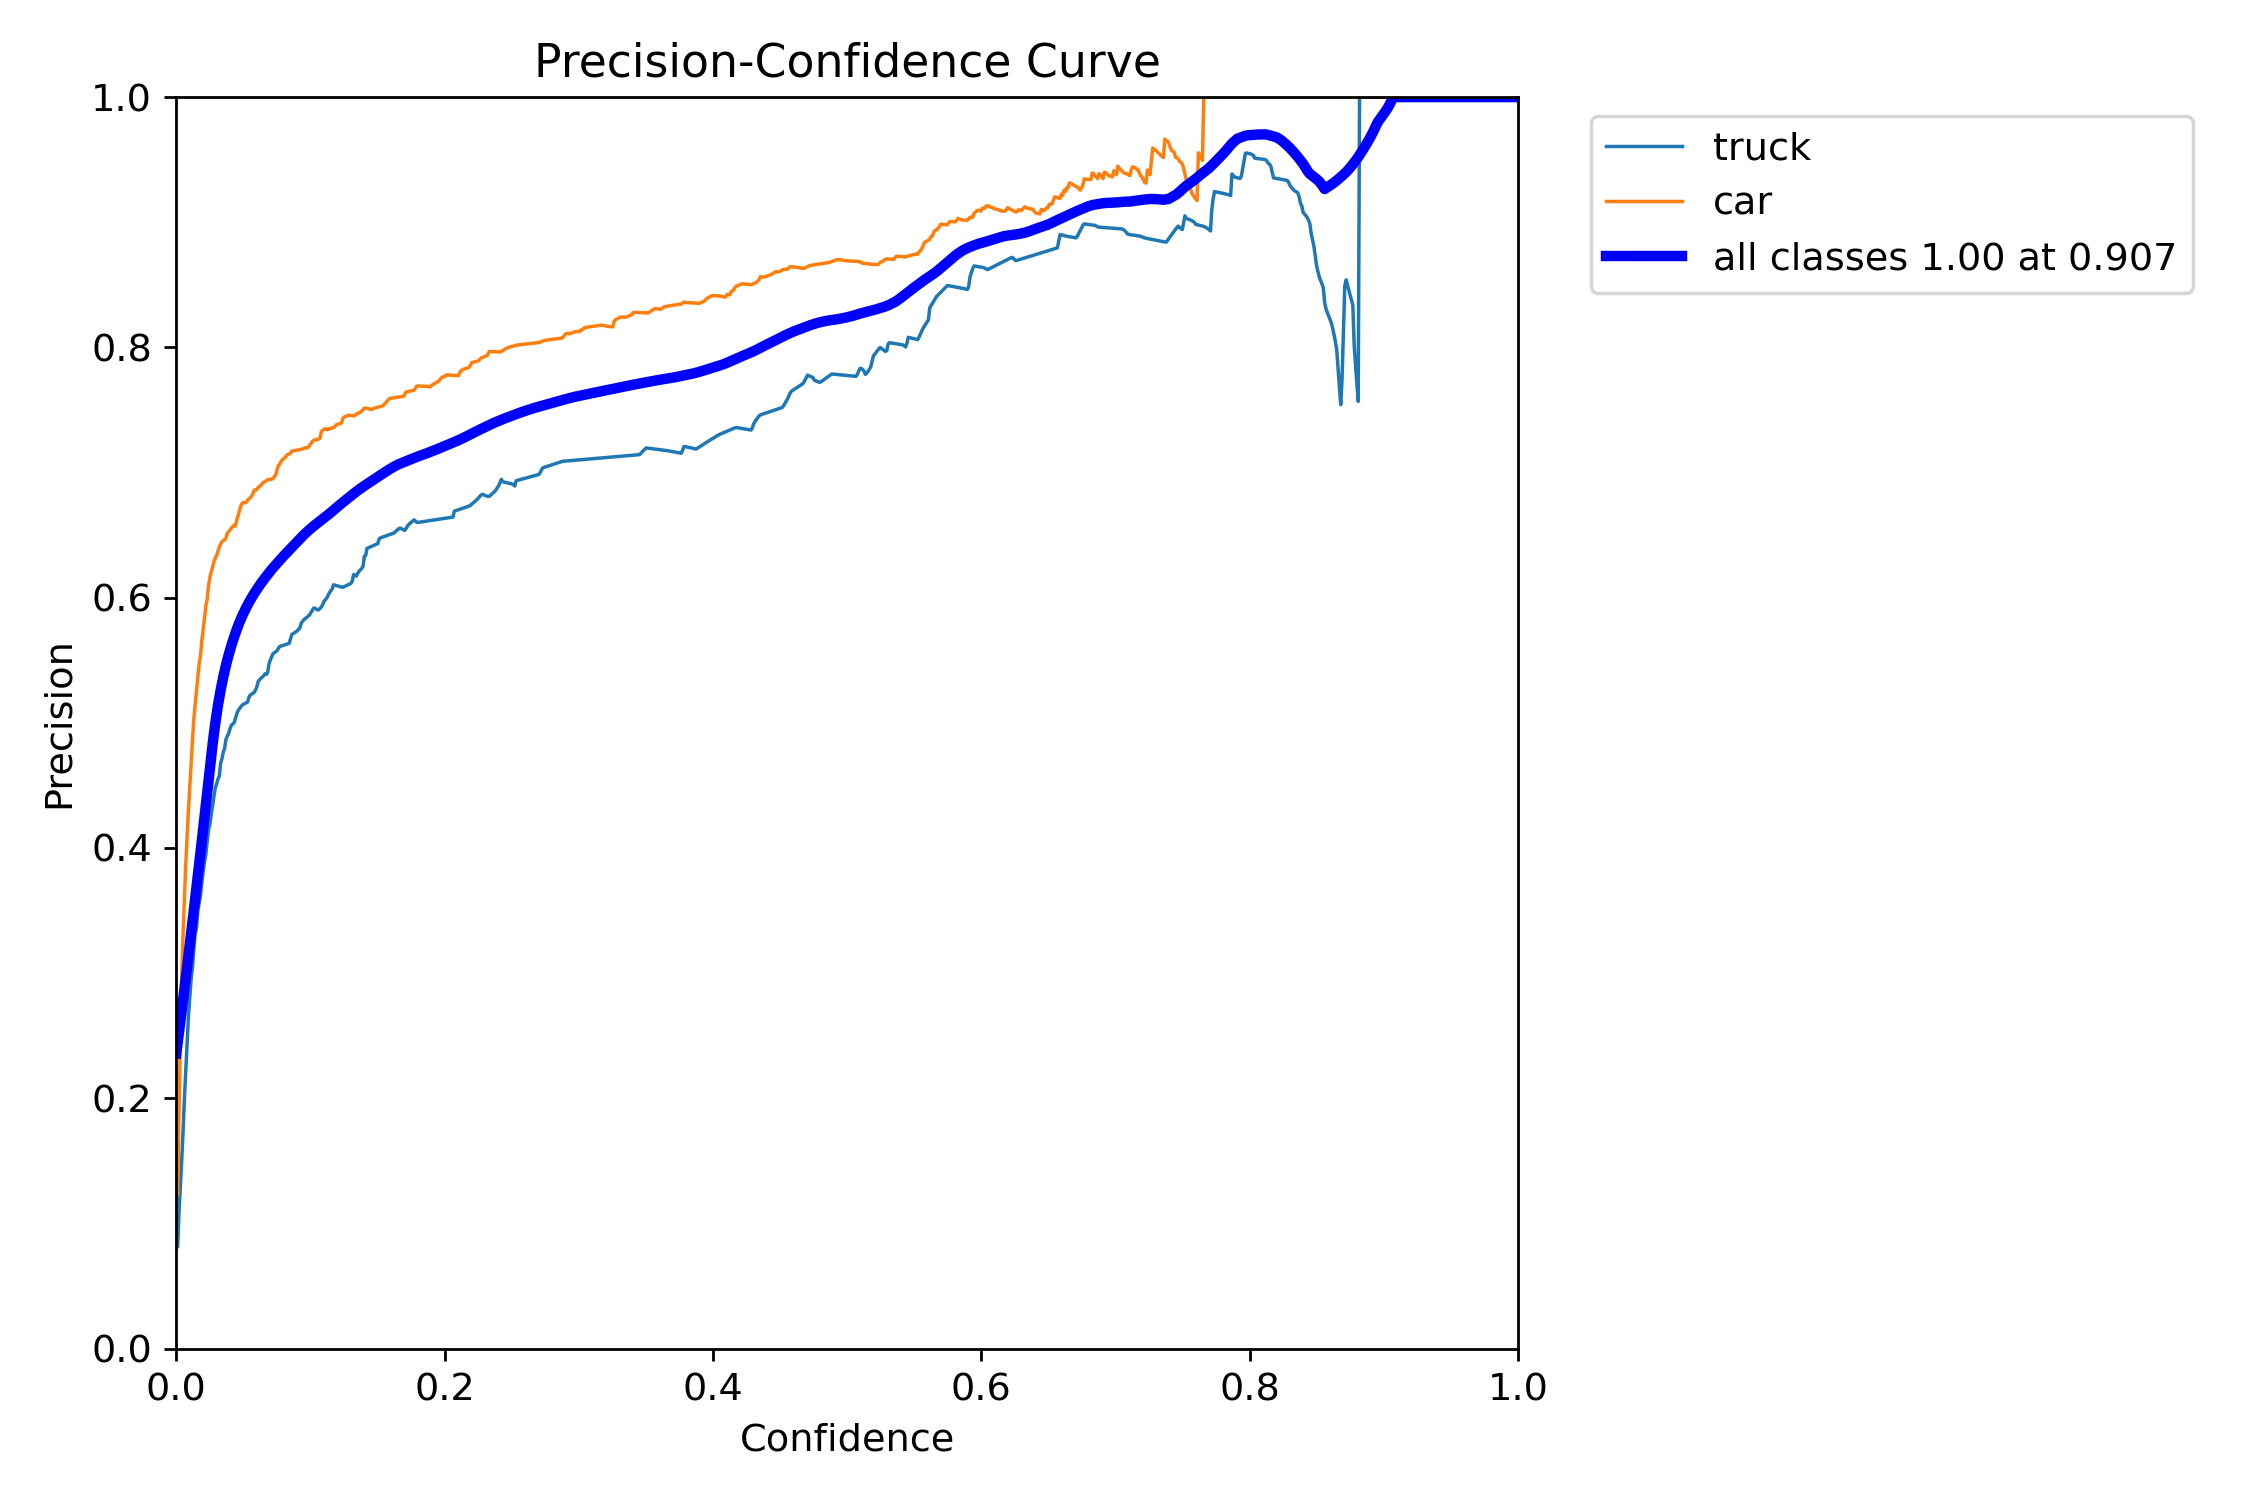 Precision-Confidence Curve
1.0
0.8
0.6
0.4
0.2
0.0
Precision
0.0 0.2 0.4 0.6 0.8 1.0
Confidence
truck
car
all classes 1.00 at 0.907